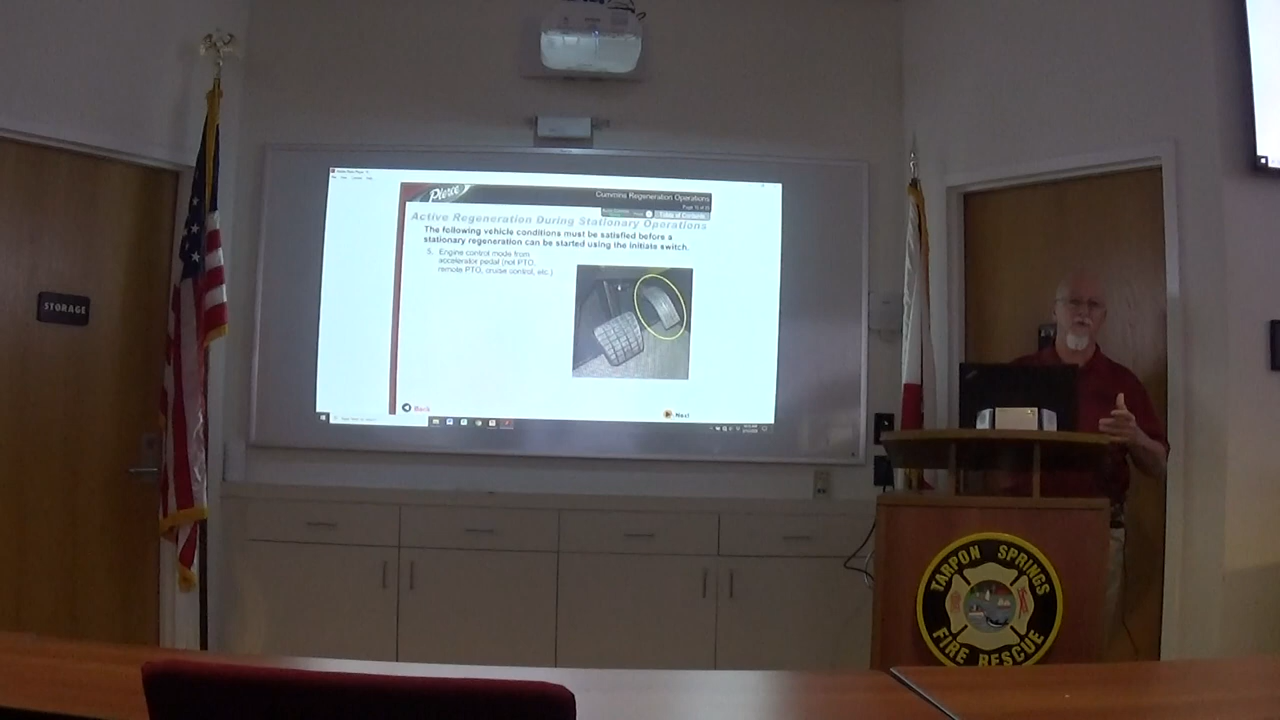 STORAGE
Pierce
Cummins Regeneration Operations
Table of Contents
Active Regeneration During Stationary Operations
The following vehicle conditions must be satisfied before a
stationary regeneration can be started using the initiate switch.
5. Engine control mode from
accelerator pedal (not PTO,
remote PTO, cruise control, etc.)
Back
Next
TARPON SPRINGS
FIRE RESCUE